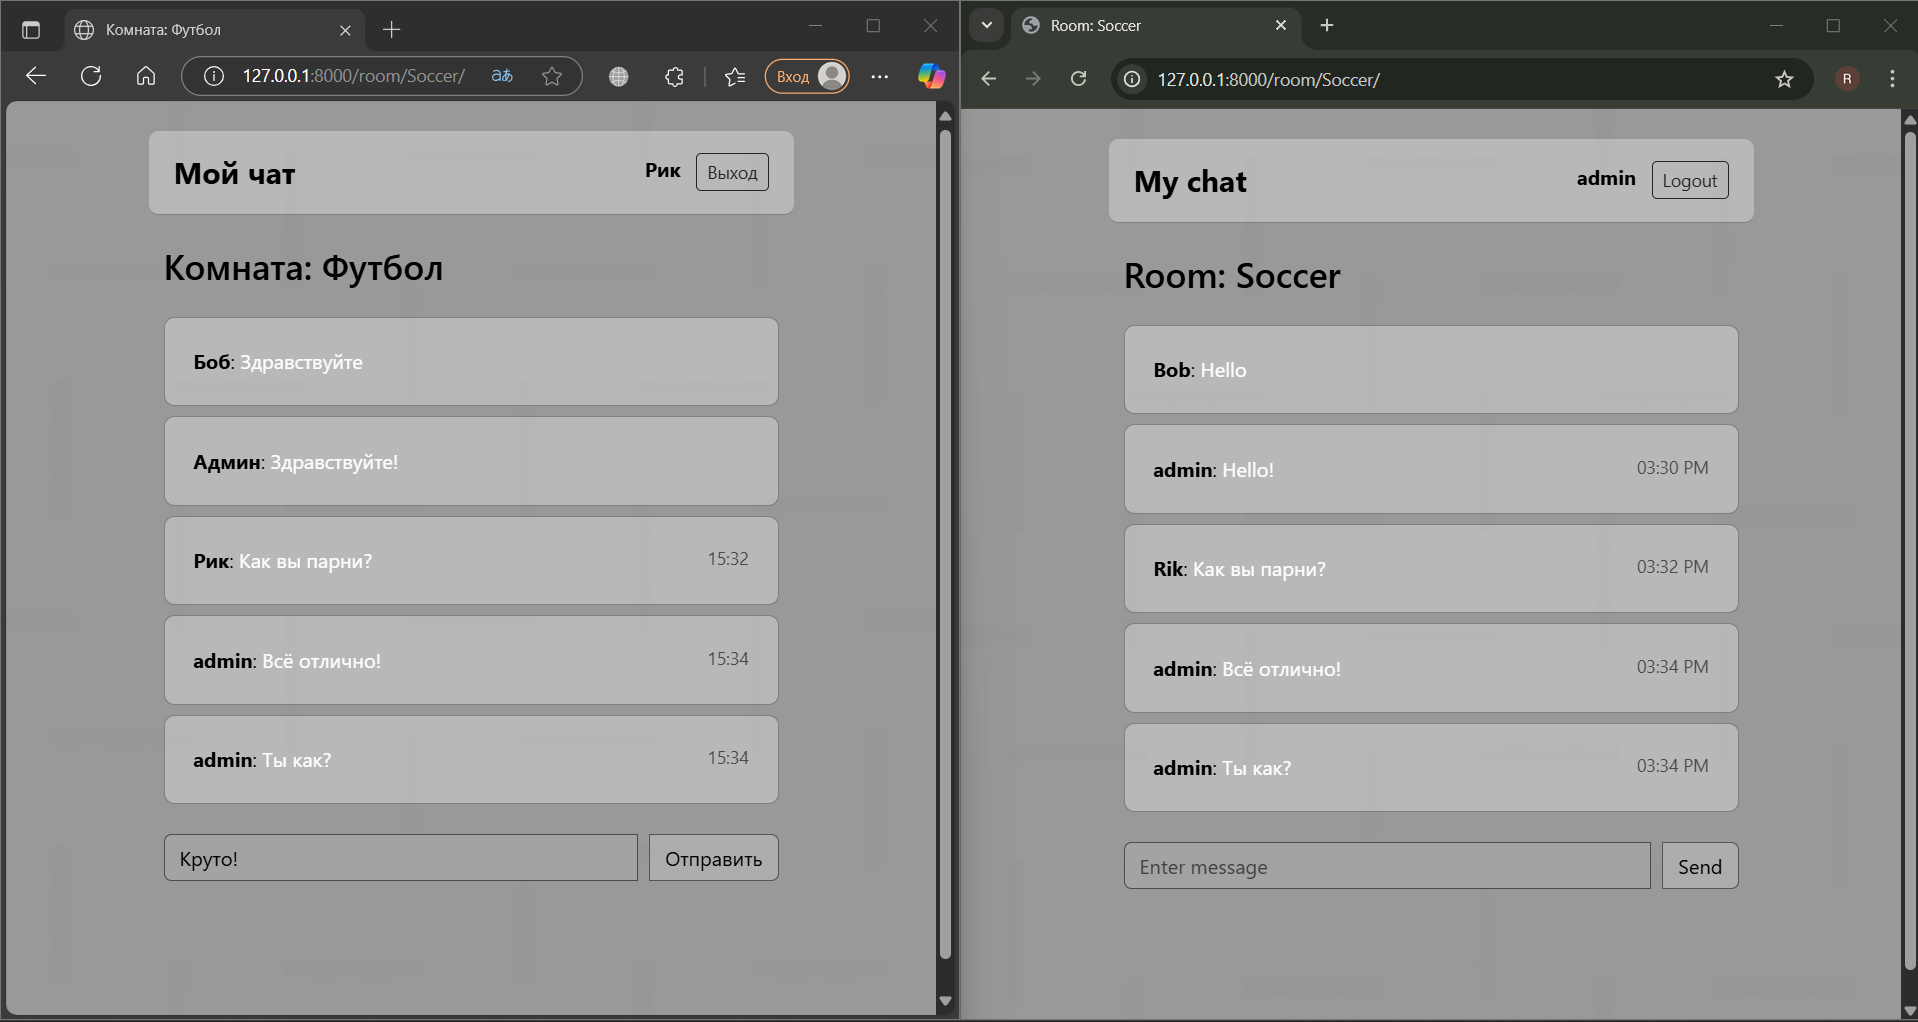 Комната: Футбол
127.0.0.1:8000/room/Soccer/
aあ
Вход
Мой чат
Рик
Выход
Комната: Футбол
Боб: Здравствуйте
Админ: Здравствуйте!
Рик: Как вы парни?
15:32
admin: Всё отлично!
15:34
admin: Ты как?
15:34
Круто!
Отправить
Room: Soccer
127.0.0.1:8000/room/Soccer/
R
My chat
admin
Logout
Room: Soccer
Bob: Hello
admin: Hello!
03:30 PM
Rik: Как вы парни?
03:32 PM
admin: Всё отлично!
03:34 PM
admin: Ты как?
03:34 PM
Enter message
Send